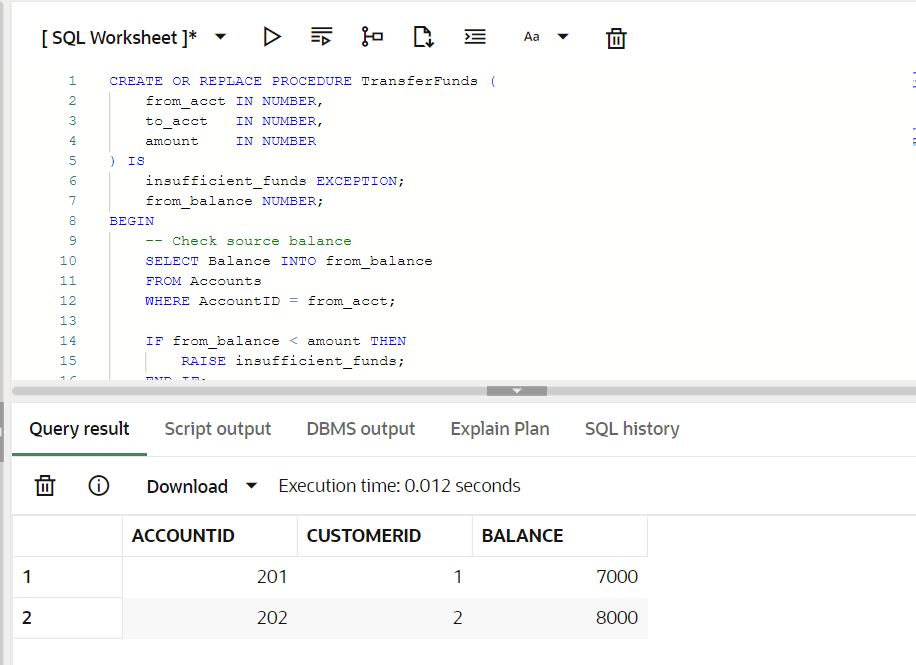 [ SQL Worksheet ]* Aa
1 CREATE OR REPLACE PROCEDURE TransferFunds (
2 from_acct IN NUMBER,
3 to_acct IN NUMBER,
4 amount IN NUMBER
5 ) IS
6 insufficient_funds EXCEPTION;
7 from_balance NUMBER;
8 BEGIN
9 -- Check source balance
10 SELECT Balance INTO from_balance
11 FROM Accounts
12 WHERE AccountID = from_acct;
13
14 IF from_balance < amount THEN
15 RAISE insufficient_funds;
16 END IF;
Query result Script output DBMS output Explain Plan SQL history
Download Execution time: 0.012 seconds
ACCOUNTID CUSTOMERID BALANCE
1 201 1 7000
2 202 2 8000